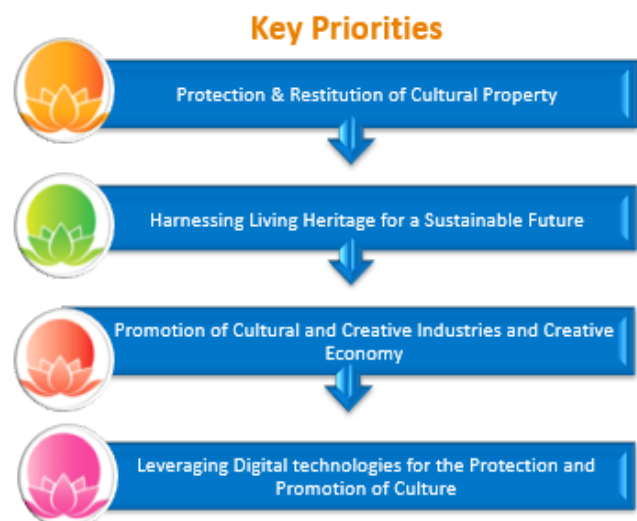 Key Priorities
Protection & Restitution of Cultural Property
Harnessing Living Heritage for a Sustainable Future
Promotion of Cultural and Creative Industries and Creative
Economy
Leveraging Digital technologies for the Protection and
Promotion of Culture